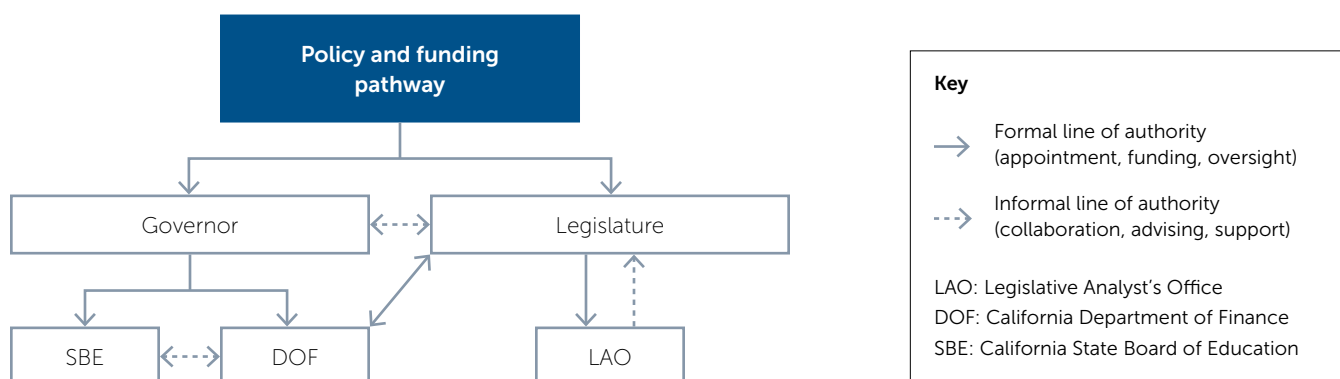 Policy and funding
pathway
Governor
Legislature
SBE
DOF
LAO
Key
Formal line of authority
(appointment, funding, oversight)
Informal line of authority
(collaboration, advising, support)
LAO: Legislative Analyst’s Office
DOF: California Department of Finance
SBE: California State Board of Education